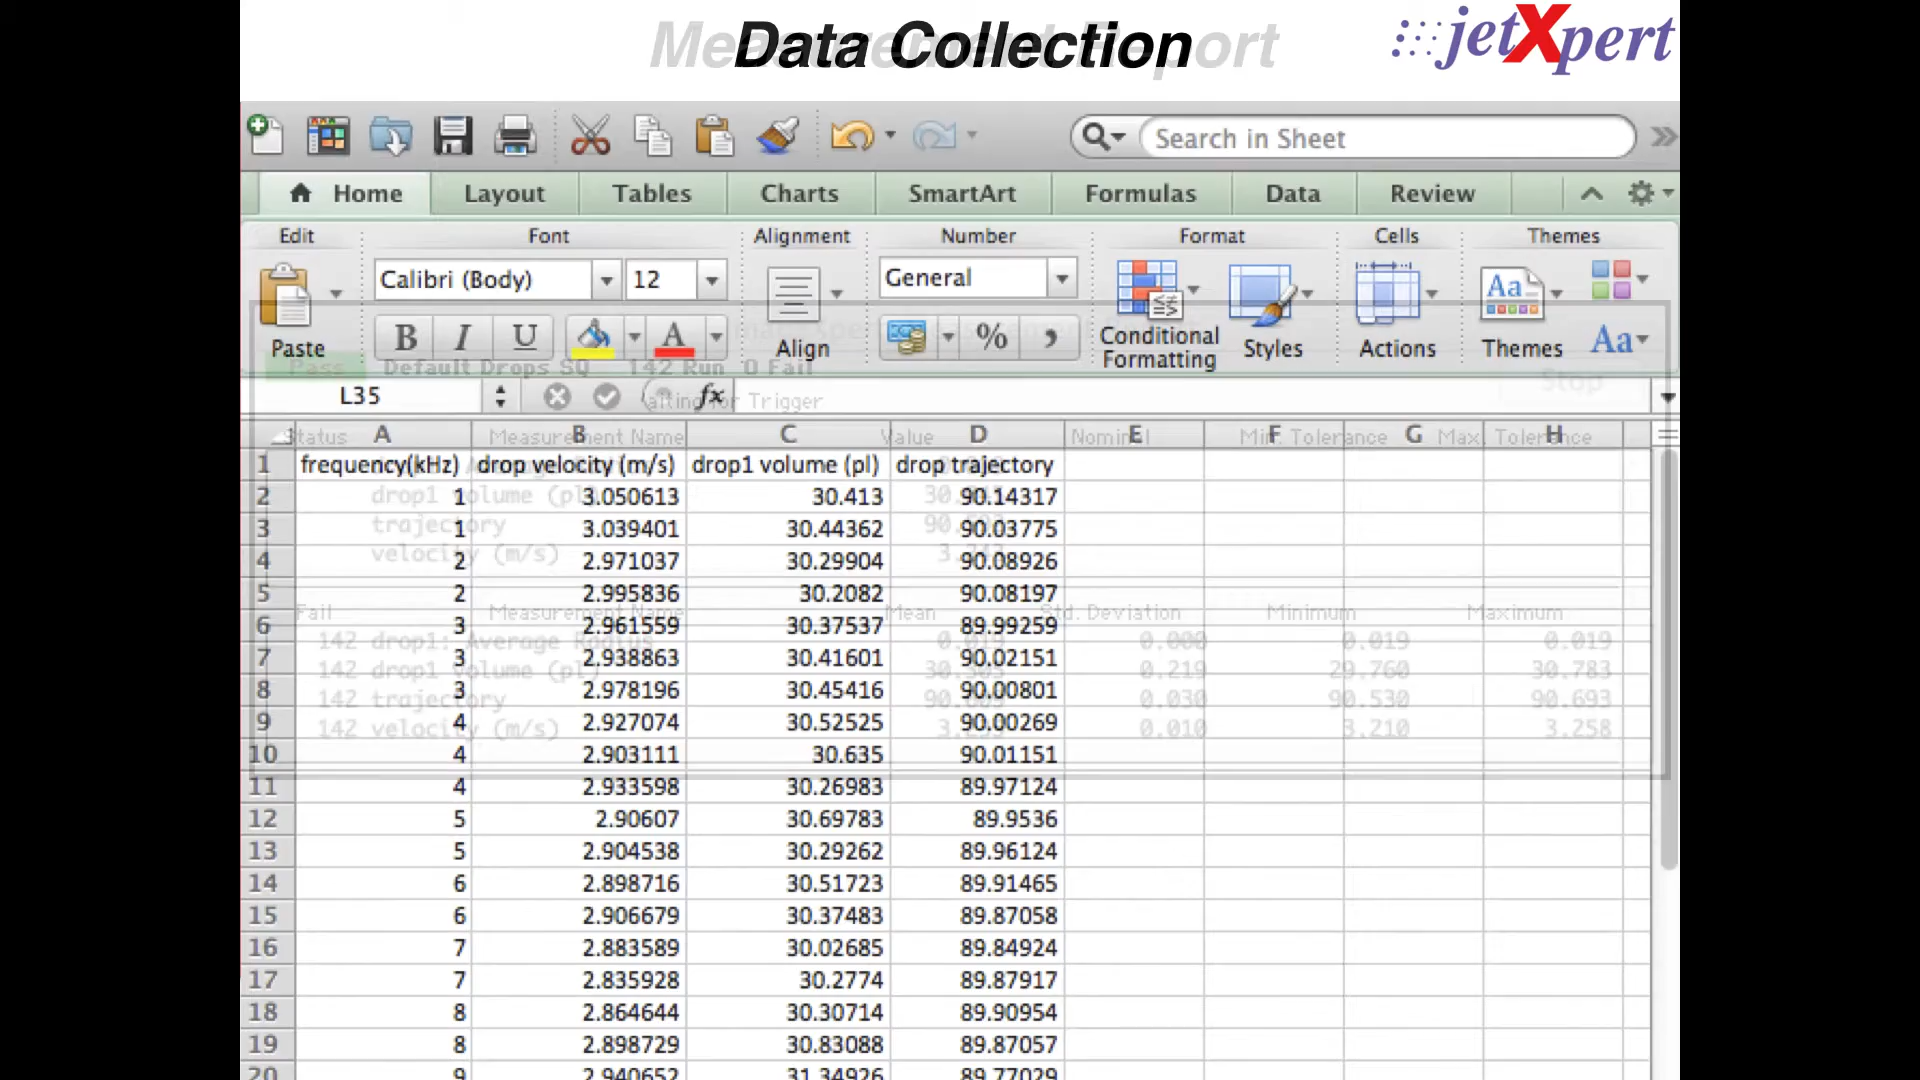 Data Collection
Measurement Report
jetXpert
Search in Sheet
Home Layout Tables Charts SmartArt Formulas Data Review
Edit Font Alignment Number Format Cells Themes
Calibri (Body) 12 General
B I U A % , Aa Aa
Paste Align Conditional Formatting Styles Actions Themes
Pass Default Drops SQ 142 Run 0 Fail Stop
L35 fx
for Trigger
Status Measurement Name Value Nominal Min. Tolerance Max. Tolerance
A B C D E F G H
1 frequency(kHz) drop velocity (m/s) drop1 volume (pl) drop trajectory
2 1 3.050613 30.413 90.14317
drop1 volume (pl)
3 1 3.039401 30.44362 90.03775
trajectory
4 2 2.971037 30.29904 90.08926
velocity (m/s)
5 2 2.995836 30.2082 90.08197
Fail Measurement Name Mean Std. Deviation Minimum Maximum
6 3 2.961559 30.37537 89.99259
142 drop1: Average Radius 0.019 0.000 0.019 0.019
7 3 2.938863 30.41601 90.02151
142 drop1 volume (pl) 0.219 29.760 30.783
8 3 2.978196 30.45416 90.00801
142 trajectory 0.030 90.530 90.693
9 4 2.927074 30.52525 90.00269
142 velocity (m/s) 0.010 3.210 3.258
10 4 2.903111 30.635 90.01151
11 4 2.933598 30.26983 89.97124
12 5 2.90607 30.69783 89.9536
13 5 2.904538 30.29262 89.96124
14 6 2.898716 30.51723 89.91465
15 6 2.906679 30.37483 89.87058
16 7 2.883589 30.02685 89.84924
17 7 2.835928 30.2774 89.87917
18 8 2.864644 30.30714 89.90954
19 8 2.898729 30.83088 89.87057
20 9 2.940652 31.34926 89.77029